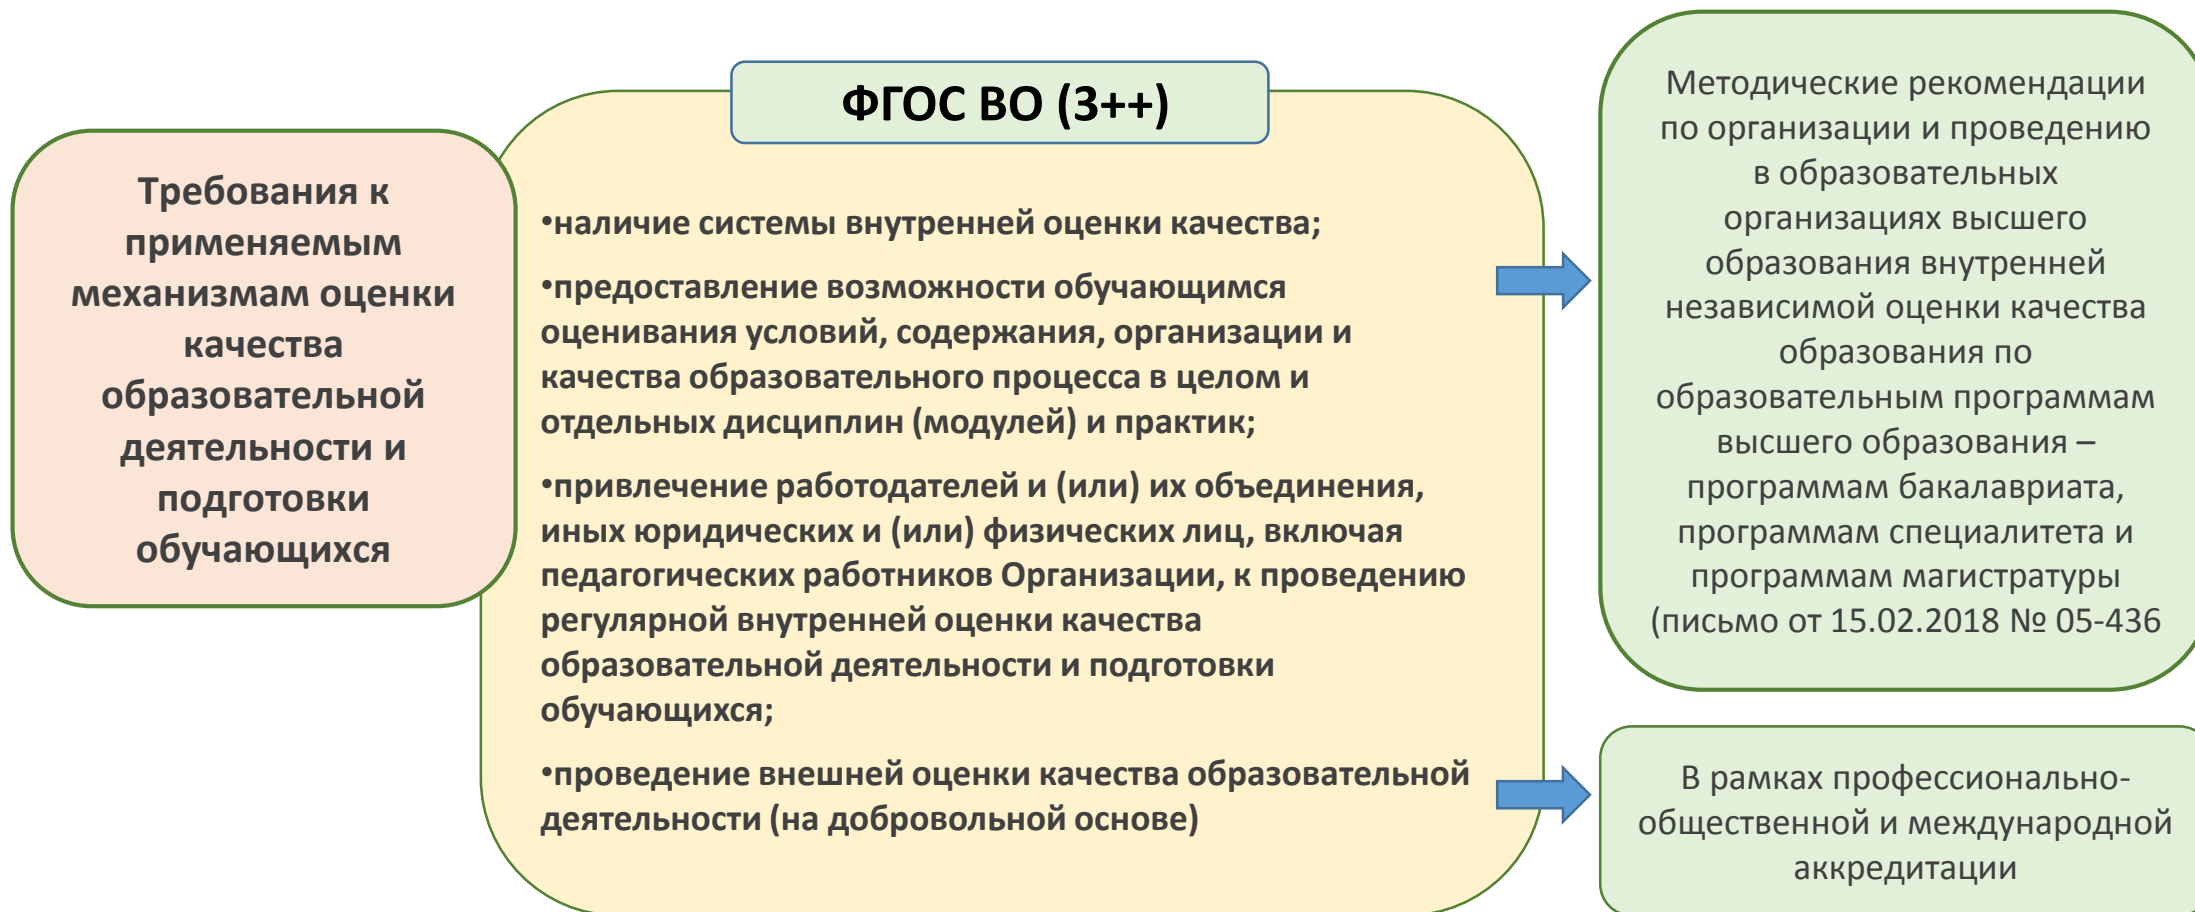 Требования к
применяемым
механизмам оценки
качества
образовательной
деятельности и
подготовки
обучающихся
ФГОС ВО (3++)
•наличие системы внутренней оценки качества;
•предоставление возможности обучающимся
оценивания условий, содержания, организации и
качества образовательного процесса в целом и
отдельных дисциплин (модулей) и практик;
•привлечение работодателей и (или) их объединения,
иных юридических и (или) физических лиц, включая
педагогических работников Организации, к проведению
регулярной внутренней оценки качества
образовательной деятельности и подготовки
обучающихся;
•проведение внешней оценки качества образовательной
деятельности (на добровольной основе)
Методические рекомендации
по организации и проведению
в образовательных
организациях высшего
образования внутренней
независимой оценки качества
образования по
образовательным программам
высшего образования –
программам бакалавриата,
программам специалитета и
программам магистратуры
(письмо от 15.02.2018 № 05-436
В рамках профессионально-
общественной и международной
аккредитации